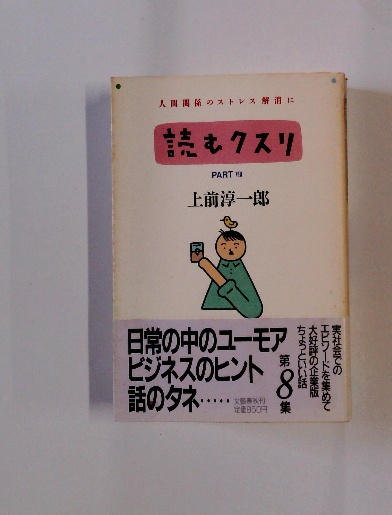 人間関係のストレス解消に
読むクスリ
PART Ⅷ
上前淳一郎
日常の中のユーモア
ビジネスのヒント
話のタネ・・・・・
文藝春秋刊
定価850円
第8集
実社会での
エピソードを集めて
大好評の企業版
ちょっといい話